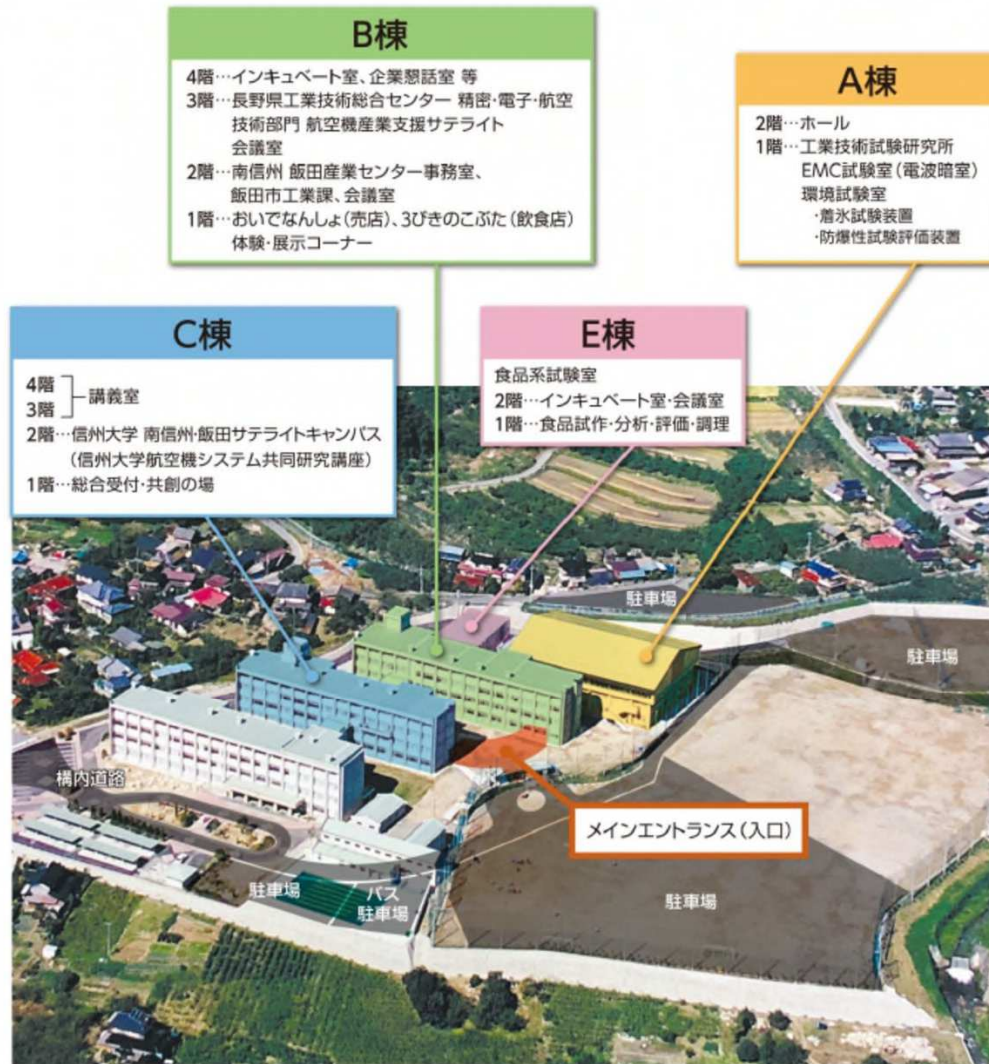 B棟
4階…インキュベート室、企業懇話室 等
3階…長野県工業技術総合センター 精密・電子・航空
技術部門 航空機産業支援サテライト
会議室
2階…南信州 飯田産業センター事務室、
飯田市工業課、会議室
1階…おいでなんしょ（売店）、3びきのこぶた（飲食店）
体験・展示コーナー
A棟
2階…ホール
1階…工業技術試験研究所
EMC試験室（電波暗室）
環境試験室
・着氷試験装置
・防爆性試験評価装置
C棟
4階
3階
講義室
2階…信州大学 南信州・飯田サテライトキャンパス
（信州大学航空機システム共同研究講座）
1階…総合受付・共創の場
E棟
食品系試験室
2階…インキュベート室・会議室
1階…食品試作・分析・評価・調理
駐車場
駐車場
構内道路
メインエントランス（入口）
駐車場
バス
駐車場
駐車場